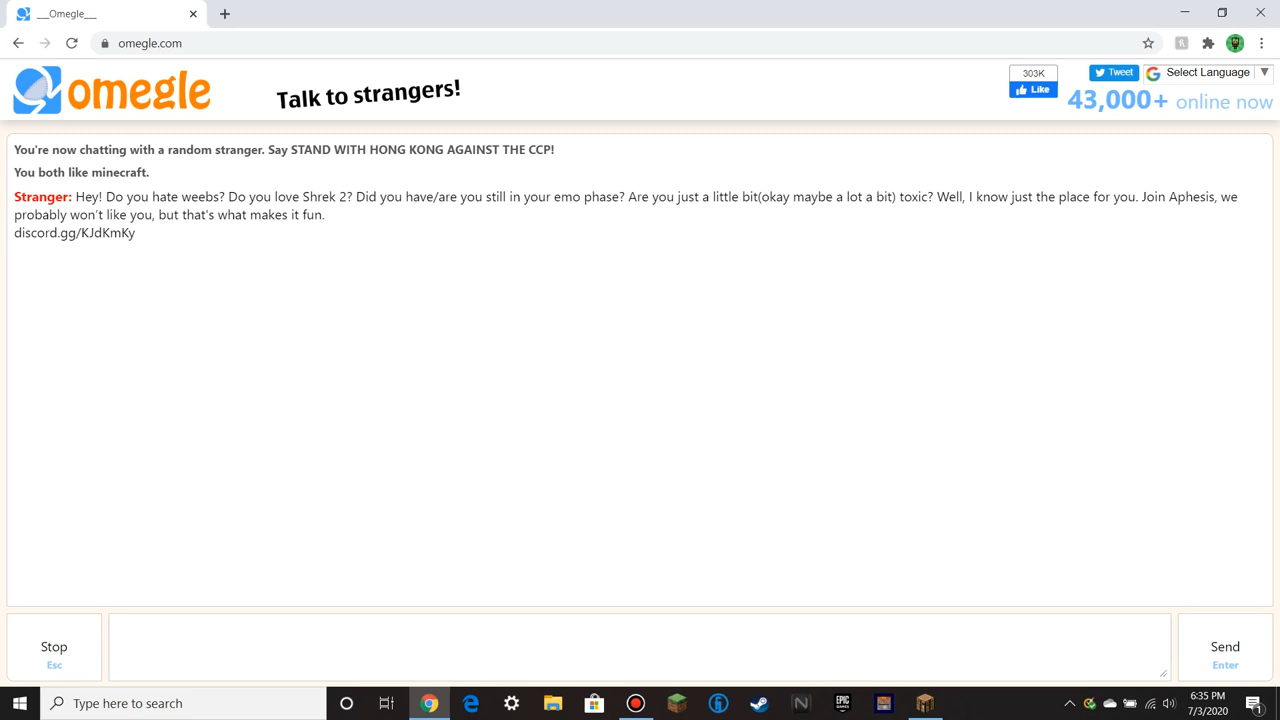 __Omegle__
omegle.com
omegle
Talk to strangers!
303K
Like
Tweet
Select Language
43,000+ online now
You're now chatting with a random stranger. Say STAND WITH HONG KONG AGAINST THE CCP!
You both like minecraft.
Stranger: Hey! Do you hate weebs? Do you love Shrek 2? Did you have/are you still in your emo phase? Are you just a little bit(okay maybe a lot a bit) toxic? Well, I know just the place for you. Join Aphesis, we
probably won't like you, but that's what makes it fun.
discord.gg/KJdKmKy
Stop
Esc
Send
Enter
Type here to search
EPIC
GAMES
6:35 PM
7/3/2020
1